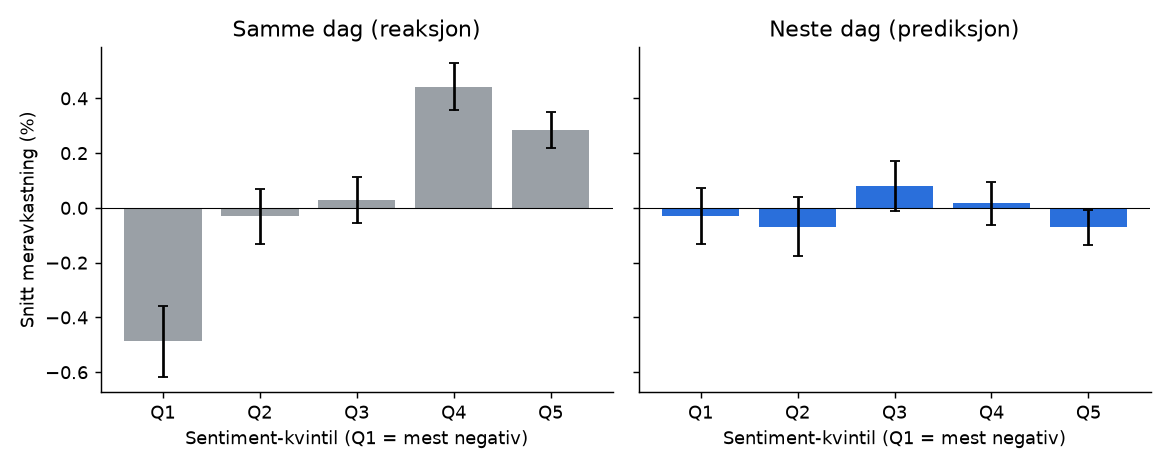 Samme dag (reaksjon)
Neste dag (prediksjon)
Snitt meravkastning (%)
0.4
0.2
0.0
−0.2
−0.4
−0.6
Q1 Q2 Q3 Q4 Q5
Sentiment-kvintil (Q1 = mest negativ)
Q1 Q2 Q3 Q4 Q5
Sentiment-kvintil (Q1 = mest negativ)